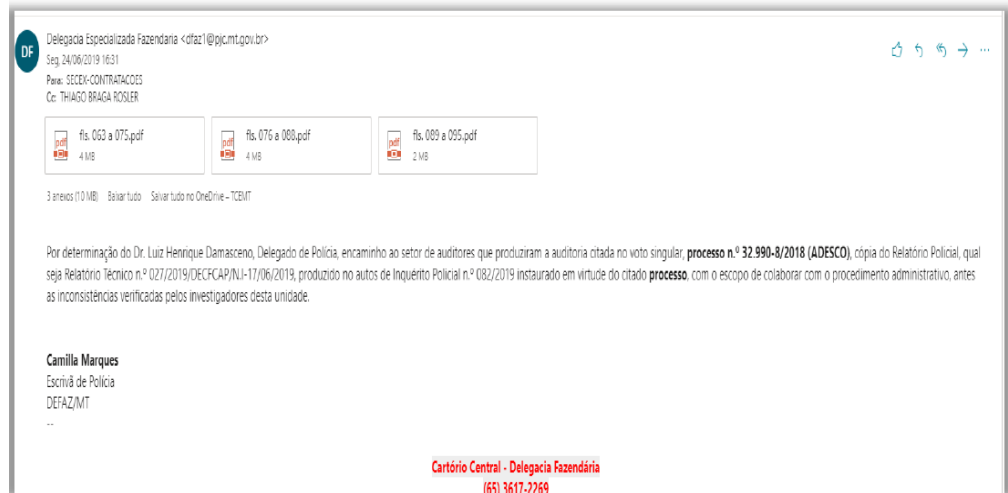 DF
Delegacia Especializada Fazendaria <dfaz1@pjc.mt.gov.br>
Seg, 24/06/2019 16:31
Para: SECEX-CONTRATACOES
Cc: THIAGO BRAGA ROSLER
pdf
fls. 063 a 075.pdf
4 MB
pdf
fls. 076 a 088.pdf
4 MB
pdf
fls. 089 a 095.pdf
2 MB
3 anexos (10 MB) Baixar tudo Salvar tudo no OneDrive – TCEMT
Por determinação do Dr. Luiz Henrique Damasceno, Delegado de Polícia, encaminho ao setor de auditores que produziram a auditoria citada no voto singular, processo n.º 32.990-8/2018 (ADESCO), cópia do Relatório Policial, qual
seja Relatório Técnico n.º 027/2019/DECFCAP/N.I-17/06/2019, produzido no autos de Inquérito Policial n.º 082/2019 instaurado em virtude do citado processo, com o escopo de colaborar com o procedimento administrativo, antes
as inconsistências verificadas pelos investigadores desta unidade.
Camilla Marques
Escrivã de Polícia
DEFAZ/MT
--
Cartório Central - Delegacia Fazendária
(65) 3617-2269